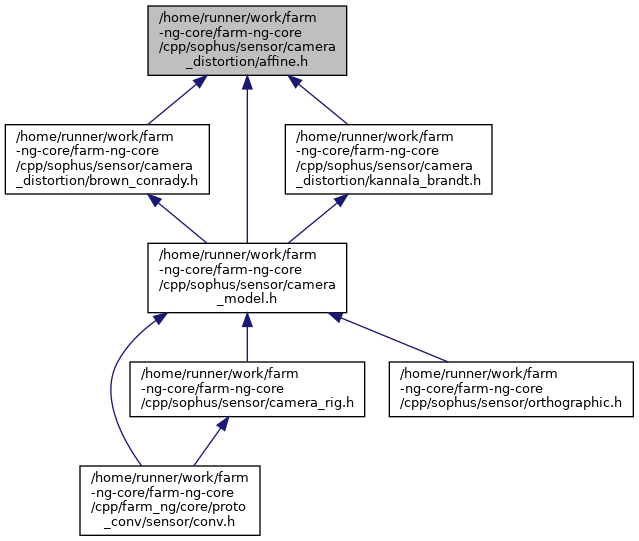 /home/runner/work/farm
-ng-core/farm-ng-core
/cpp/sophus/sensor/camera
_distortion/affine.h
/home/runner/work/farm
-ng-core/farm-ng-core
/cpp/sophus/sensor/camera
_distortion/brown_conrady.h
/home/runner/work/farm
-ng-core/farm-ng-core
/cpp/sophus/sensor/camera
_distortion/kannala_brandt.h
/home/runner/work/farm
-ng-core/farm-ng-core
/cpp/sophus/sensor/camera
_model.h
/home/runner/work/farm
-ng-core/farm-ng-core
/cpp/sophus/sensor/camera_rig.h
/home/runner/work/farm
-ng-core/farm-ng-core
/cpp/sophus/sensor/orthographic.h
/home/runner/work/farm
-ng-core/farm-ng-core
/cpp/farm_ng/core/proto
_conv/sensor/conv.h